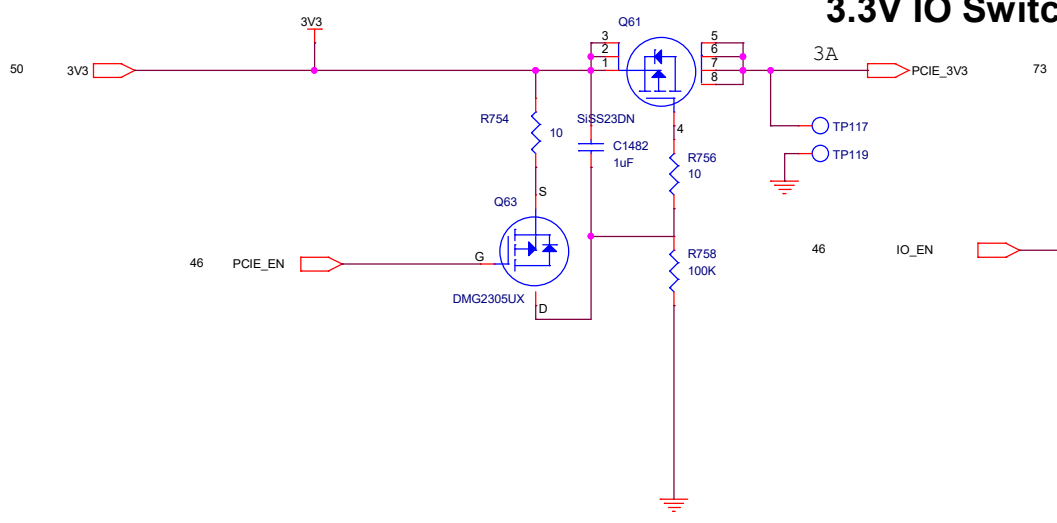 3.3V IO Switc
Q61
3V3
3
2
1
5
6
7
8
3A
50
3V3
PCIE_3V3
73
R754
10
SiSS23DN
4
TP117
C1482
1uF
R756
10
TP119
Q63
S
46
PCIE_EN
G
R758
100K
46
IO_EN
DMG2305UX
D